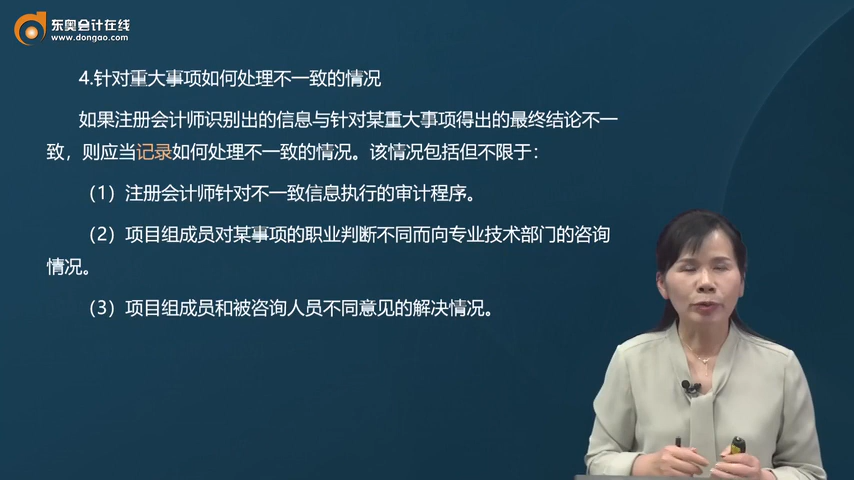 东奥会计在线
www.dongao.com
4.针对重大事项如何处理不一致的情况
如果注册会计师识别出的信息与针对某重大事项得出的最终结论不一
致，则应当记录如何处理不一致的情况。该情况包括但不限于：
（1）注册会计师针对不一致信息执行的审计程序。
（2）项目组成员对某事项的职业判断不同而向专业技术部门的咨询
情况。
（3）项目组成员和被咨询人员不同意见的解决情况。